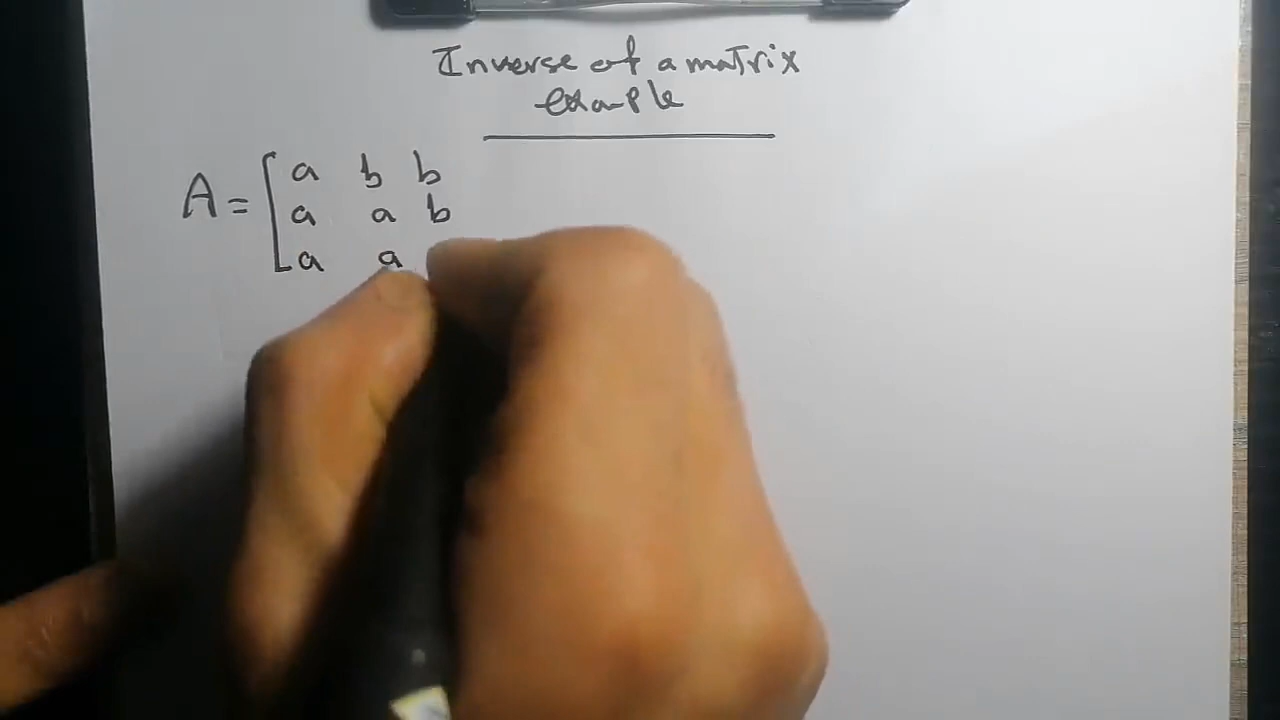 Inverse of a matrix
example
A = [ a b b
a a b
a a